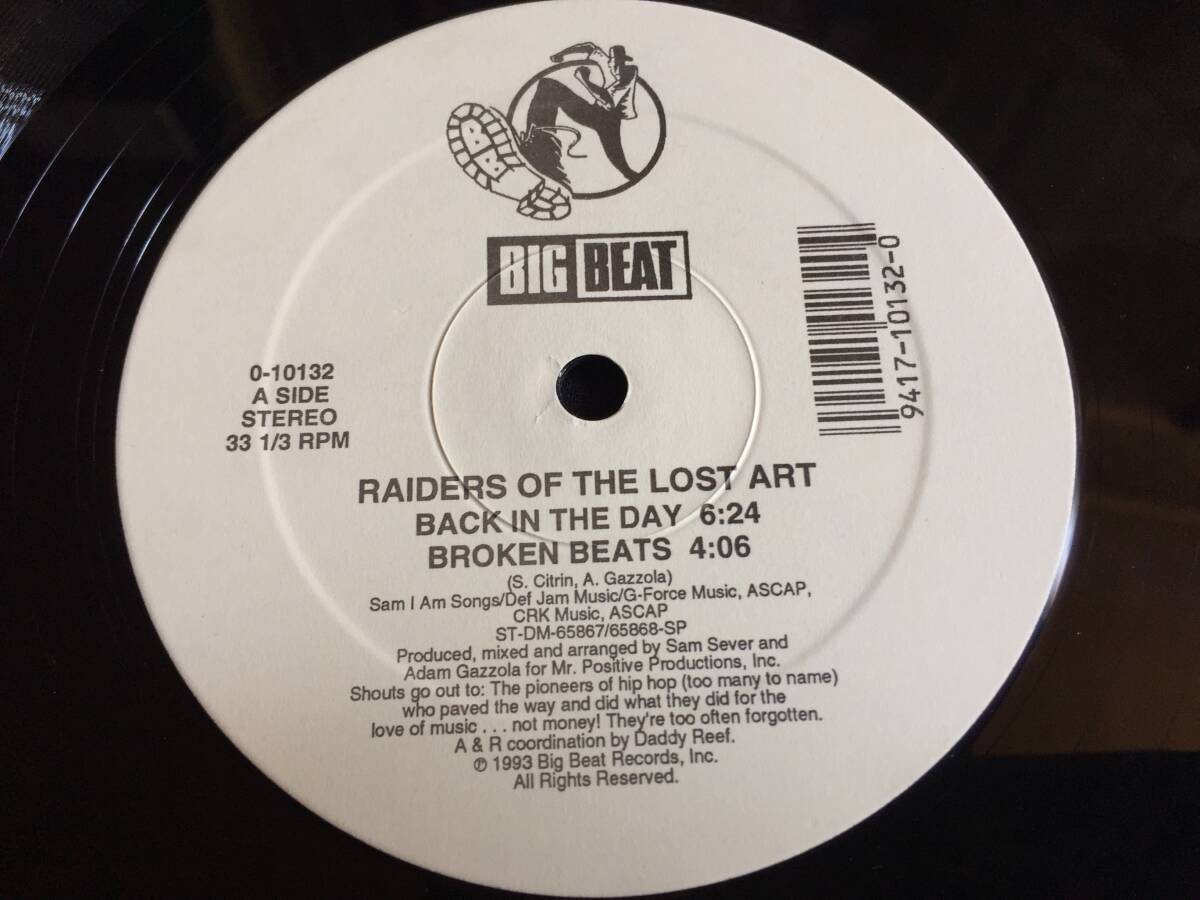 BB
BIG BEAT
9417-10132-0
0-10132
A SIDE
STEREO
33 1/3 RPM
RAIDERS OF THE LOST ART
BACK IN THE DAY 6:24
BROKEN BEATS 4:06
(S. Citrin, A. Gazzola)
Sam I Am Songs/Def Jam Music/G-Force Music, ASCAP,
CRK Music, ASCAP
ST-DM-65867/65868-SP
Produced, mixed and arranged by Sam Sever and
Adam Gazzola for Mr. Positive Productions, Inc.
Shouts go out to: The pioneers of hip hop (too many to name)
who paved the way and did what they did for the
love of music . . . not money! They're too often forgotten.
A & R coordination by Daddy Reef.
℗ 1993 Big Beat Records, Inc.
All Rights Reserved.